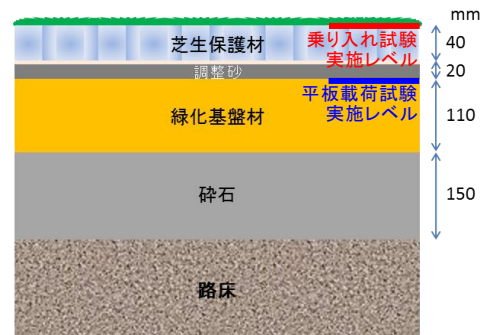 mm
芝生保護材
乗り入れ試験
実施レベル
40
調整砂
20
平板載荷試験
実施レベル
緑化基盤材
110
砕石
150
路床